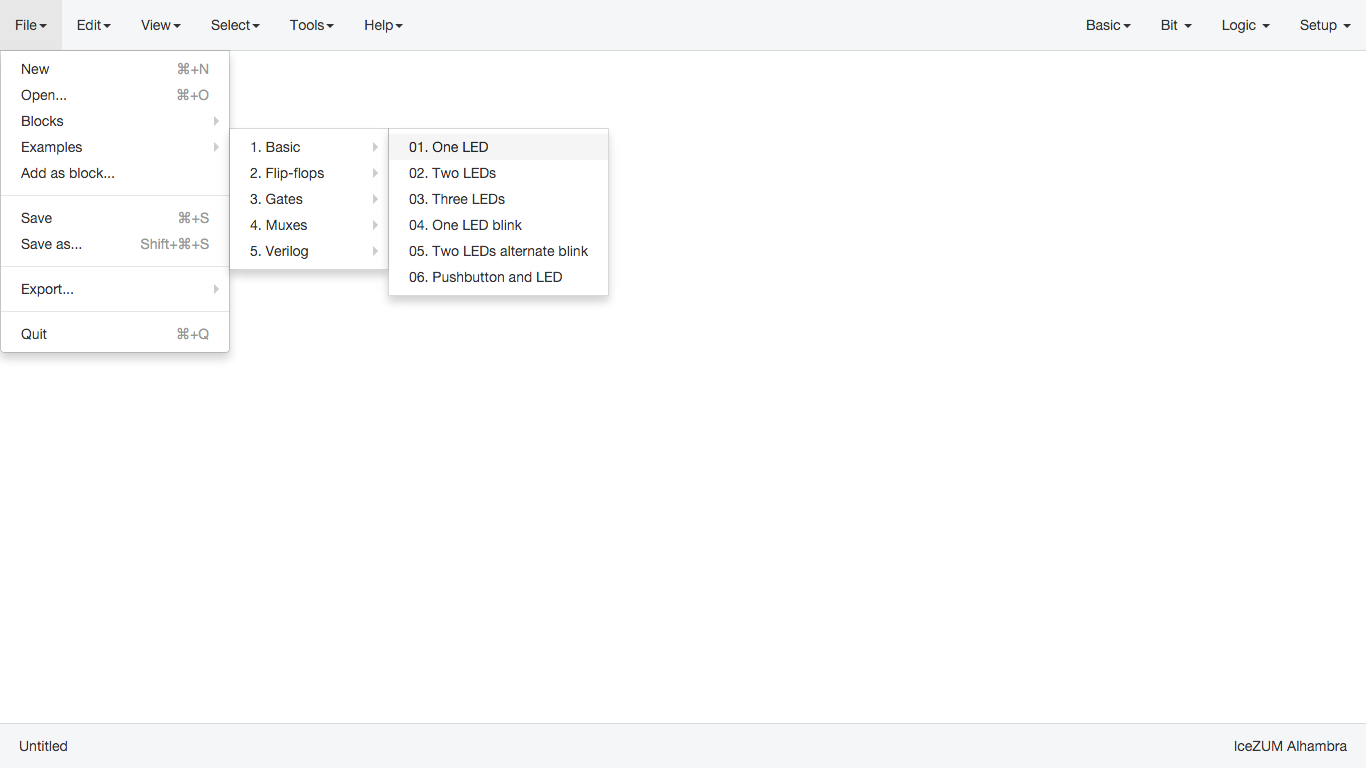 File Edit View Select Tools Help Basic Bit Logic Setup
New ⌘+N
Open... ⌘+O
Blocks
Examples
Add as block...
Save ⌘+S
Save as... Shift+⌘+S
Export...
Quit ⌘+Q
1. Basic
2. Flip-flops
3. Gates
4. Muxes
5. Verilog
01. One LED
02. Two LEDs
03. Three LEDs
04. One LED blink
05. Two LEDs alternate blink
06. Pushbutton and LED
Untitled IceZUM Alhambra